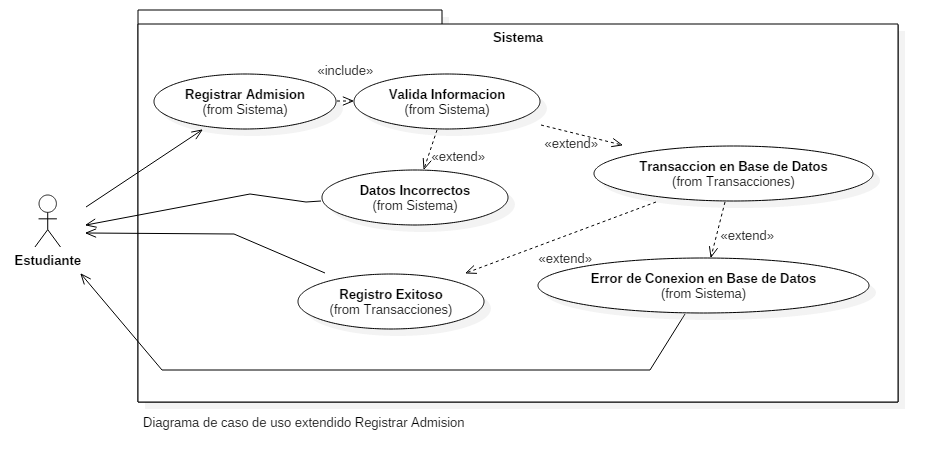 Sistema
«include»
Registrar Admision
(from Sistema)
Valida Informacion
(from Sistema)
«extend»
«extend»
Transaccion en Base de Datos
(from Transacciones)
Datos Incorrectos
(from Sistema)
Estudiante
«extend»
«extend»
Registro Exitoso
(from Transacciones)
Error de Conexion en Base de Datos
(from Sistema)
Diagrama de caso de uso extendido Registrar Admision